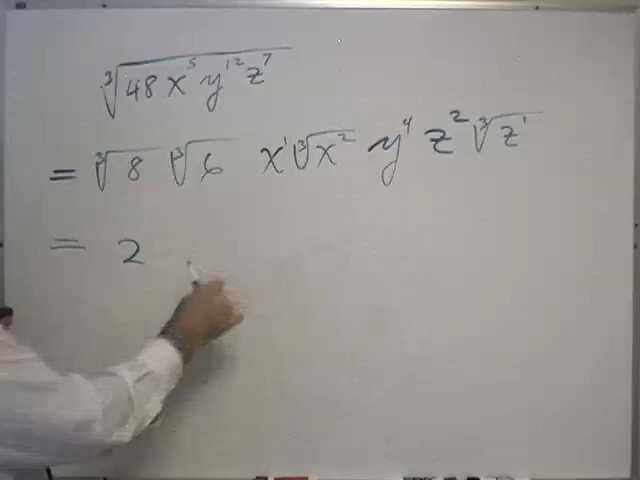 ∛48x⁵y¹²z⁷
= ∛8 ∛6 x¹∛x² y⁴ z² ∛z¹
= 2